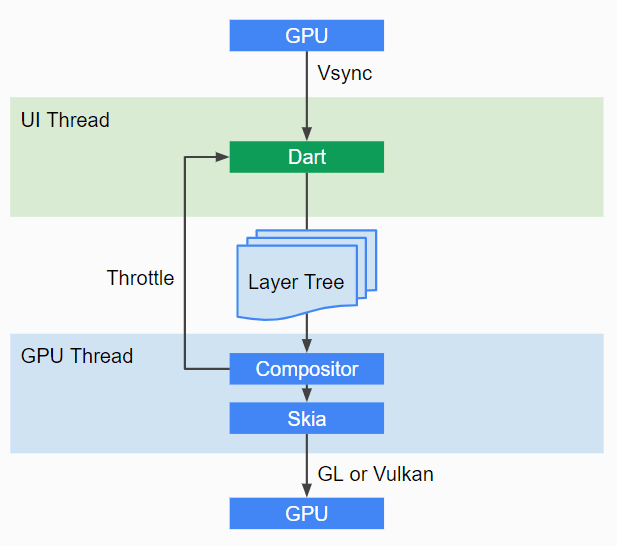 GPU
Vsync
UI Thread
Dart
Layer Tree
Throttle
GPU Thread
Compositor
Skia
GL or Vulkan
GPU